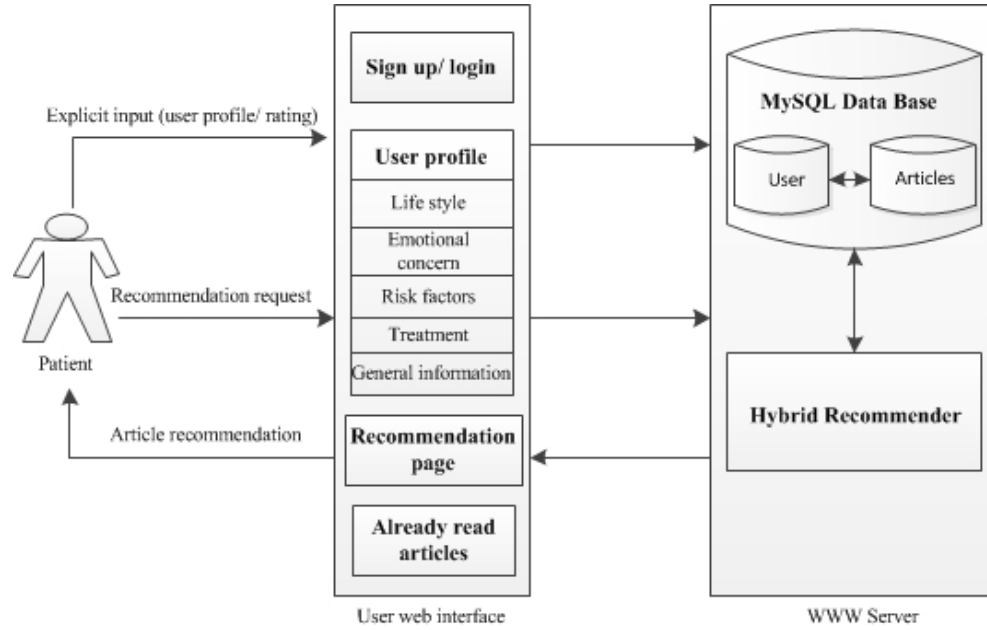 Explicit input (user profile/ rating)
Recommendation request
Patient
Article recommendation
Sign up/ login
User profile
Life style
Emotional
concern
Risk factors
Treatment
General information
Recommendation
page
Already read
articles
User web interface
MySQL Data Base
User
Articles
Hybrid Recommender
WWW Server